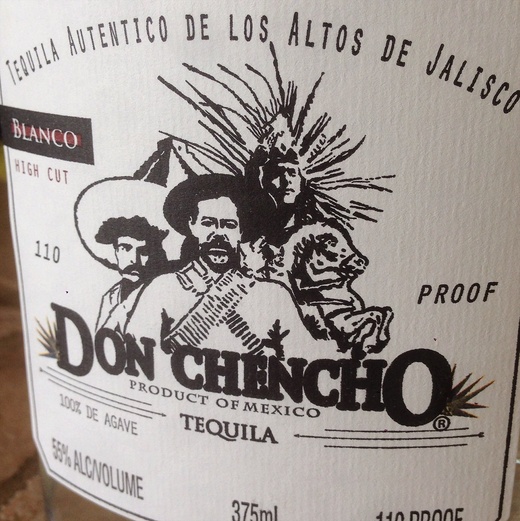 TEQUILA AUTENTICO DE LOS ALTOS DE JALISCO
BLANCO
HIGH CUT
110 PROOF
DON CHENCHO®
PRODUCT OF MEXICO
100% DE AGAVE
TEQUILA
55% ALC/VOLUME
375ml
110 PROOF